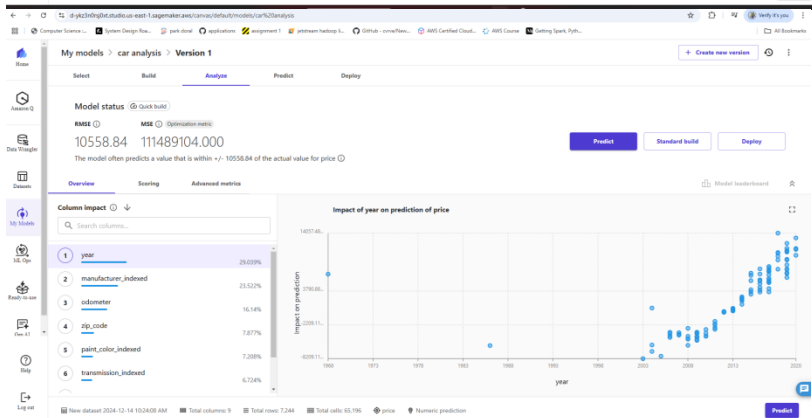 d-ykz3n0nj0xt.studio.us-east-1.sagemaker.aws/canvas/default/models/car%20analysis
Verify it's you
Computer Science i...
System Design Roa...
park doral
applications
assignment 1
jetstream hadoop k...
GitHub - cvrve/New...
AWS Certified Cloud...
AWS Course
Getting Spark, Pyth...
All Bookmarks
Home
Amazon Q
Data Wrangler
Datasets
My Models
ML Ops
Ready-to-use
Gen AI
Help
Log out
My models > car analysis > Version 1
+ Create new version
Select Build Analyze Predict Deploy
Model status Quick build
RMSE MSE Optimization metric
10558.84 111489104.000
The model often predicts a value that is within +/- 10558.84 of the actual value for price
Predict Standard build Deploy
Overview Scoring Advanced metrics
Model leaderboard
Column impact
Search columns...
1 year 29.039%
2 manufacturer_indexed 23.522%
3 odometer 16.14%
4 zip_code 7.877%
5 paint_color_indexed 7.208%
6 transmission_indexed 6.724%
Impact of year on prediction of price
Impact on prediction
1968 1973 1978 1983 1988 1993 1998 2003 2008 2013 2020
year
New dataset 2024-12-14 10:24:08 AM Total columns: 9 Total rows: 7,244 Total cells: 65,196 price Numeric prediction
Predict